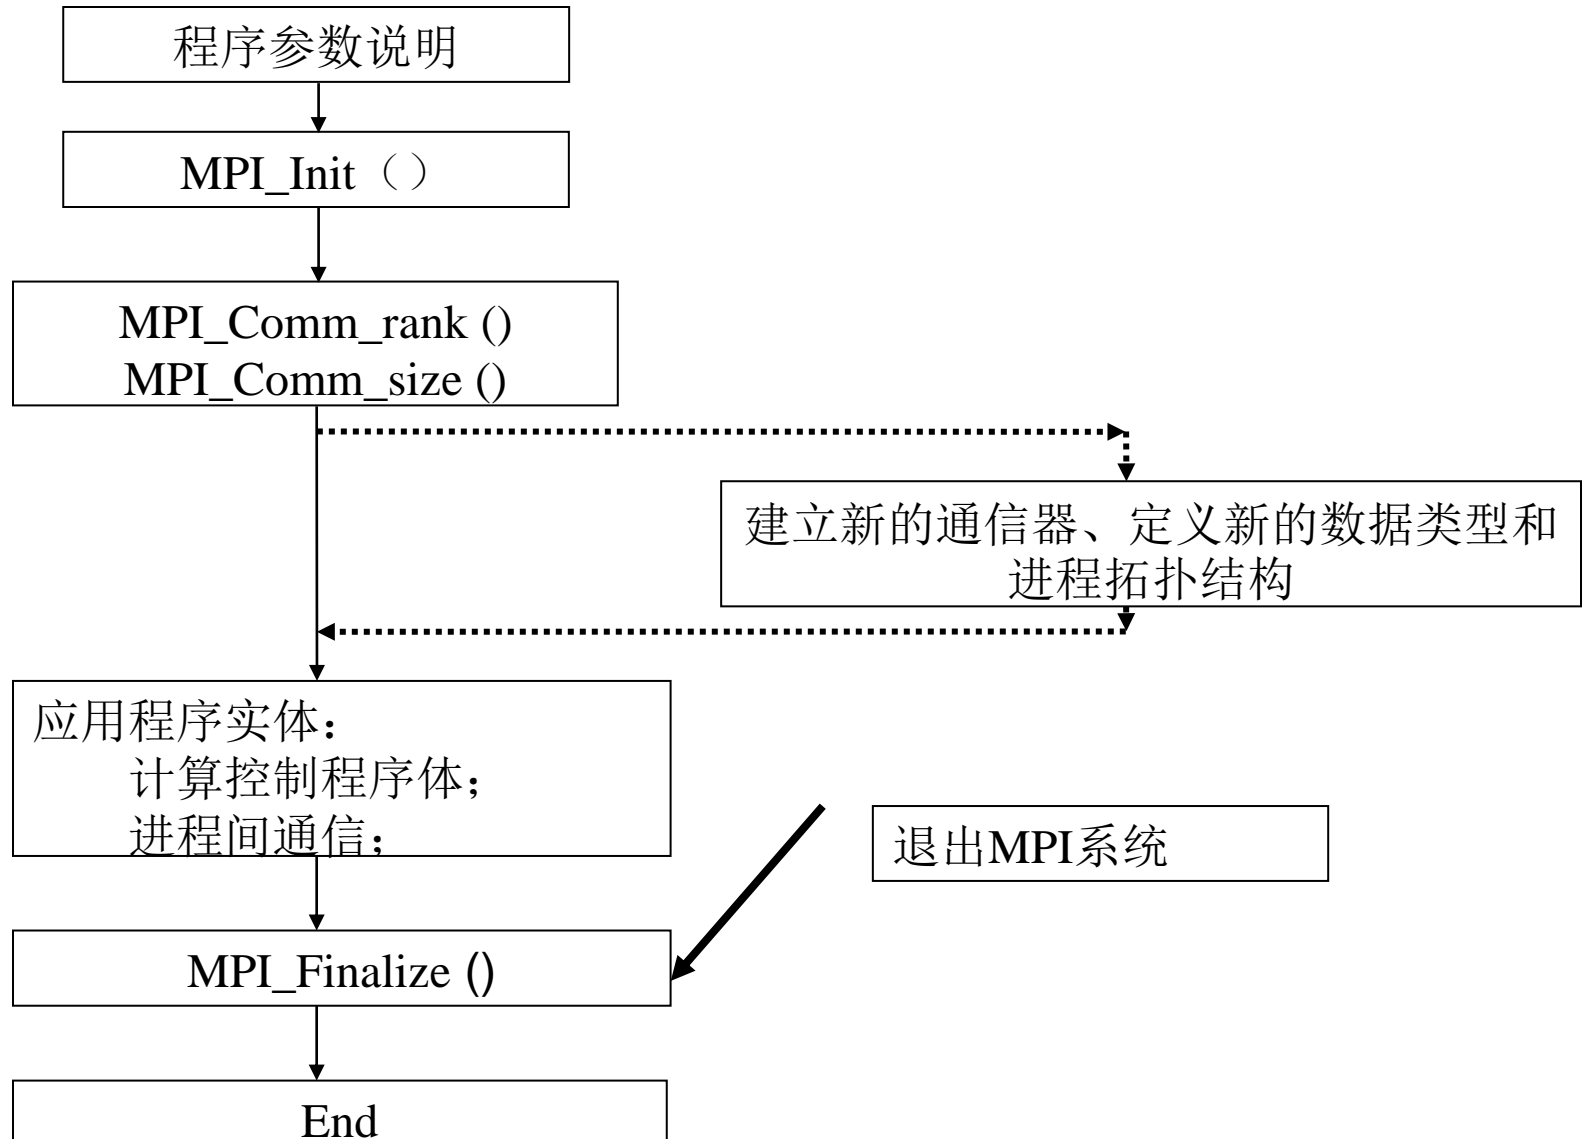 程序参数说明
MPI_Init（）
MPI_Comm_rank ()
MPI_Comm_size ()
建立新的通信器、定义新的数据类型和
进程拓扑结构
应用程序实体：
计算控制程序体；
进程间通信；
退出MPI系统
MPI_Finalize ()
End